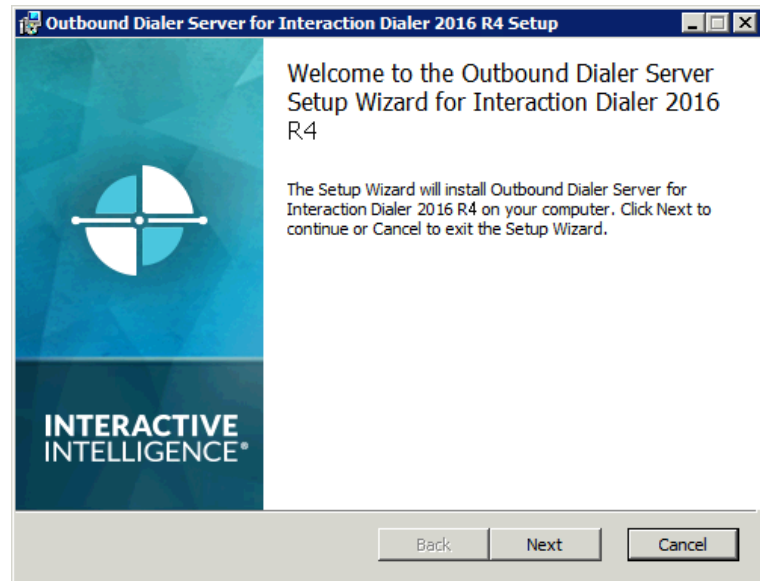 Outbound Dialer Server for Interaction Dialer 2016 R4 Setup
Welcome to the Outbound Dialer Server
Setup Wizard for Interaction Dialer 2016
R4
The Setup Wizard will install Outbound Dialer Server for
Interaction Dialer 2016 R4 on your computer. Click Next to
continue or Cancel to exit the Setup Wizard.
INTERACTIVE
INTELLIGENCE®
Back Next Cancel